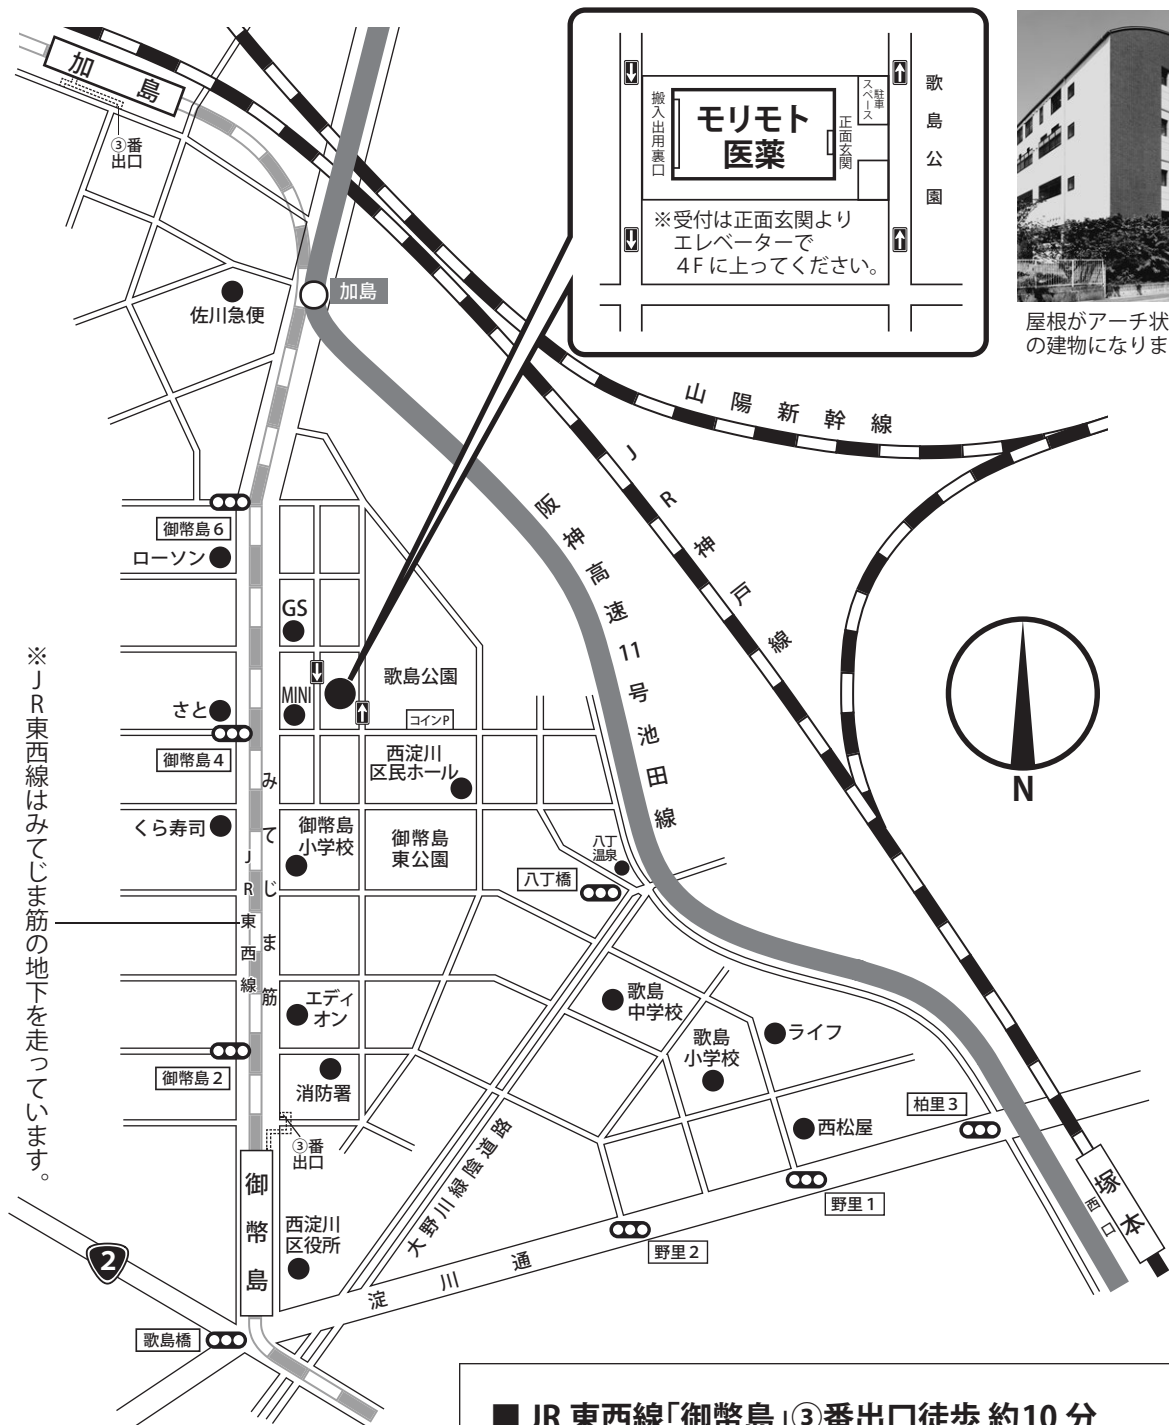 加島
③番
出口
佐川急便
加島
搬入出用裏口
モリモト
医薬
正面玄関
駐車
スペース
歌島公園
※受付は正面玄関より
エレベーターで
4Fに上ってください。
屋根がアーチ状
の建物になりま
山陽新幹線
JR神戸線
阪神高速11号池田線
御幣島6
ローソン
GS
MINI
歌島公園
コインP
さと
御幣島4
西淀川
区民ホール
くら寿司
みてじま筋
JR東西線
御幣島
小学校
御幣島
東公園
八丁
温泉
八丁橋
※JR東西線はみてじま筋の地下を走っています。
エディ
オン
歌島
中学校
歌島
小学校
ライフ
御幣島2
消防署
③番
出口
西松屋
柏里3
大野川緑陰道路
野里1
野里2
塚本
西口
御幣島
西淀川
区役所
淀川通
2
歌島橋
N
■ JR 東西線「御幣島」③番出口徒歩 約10 分